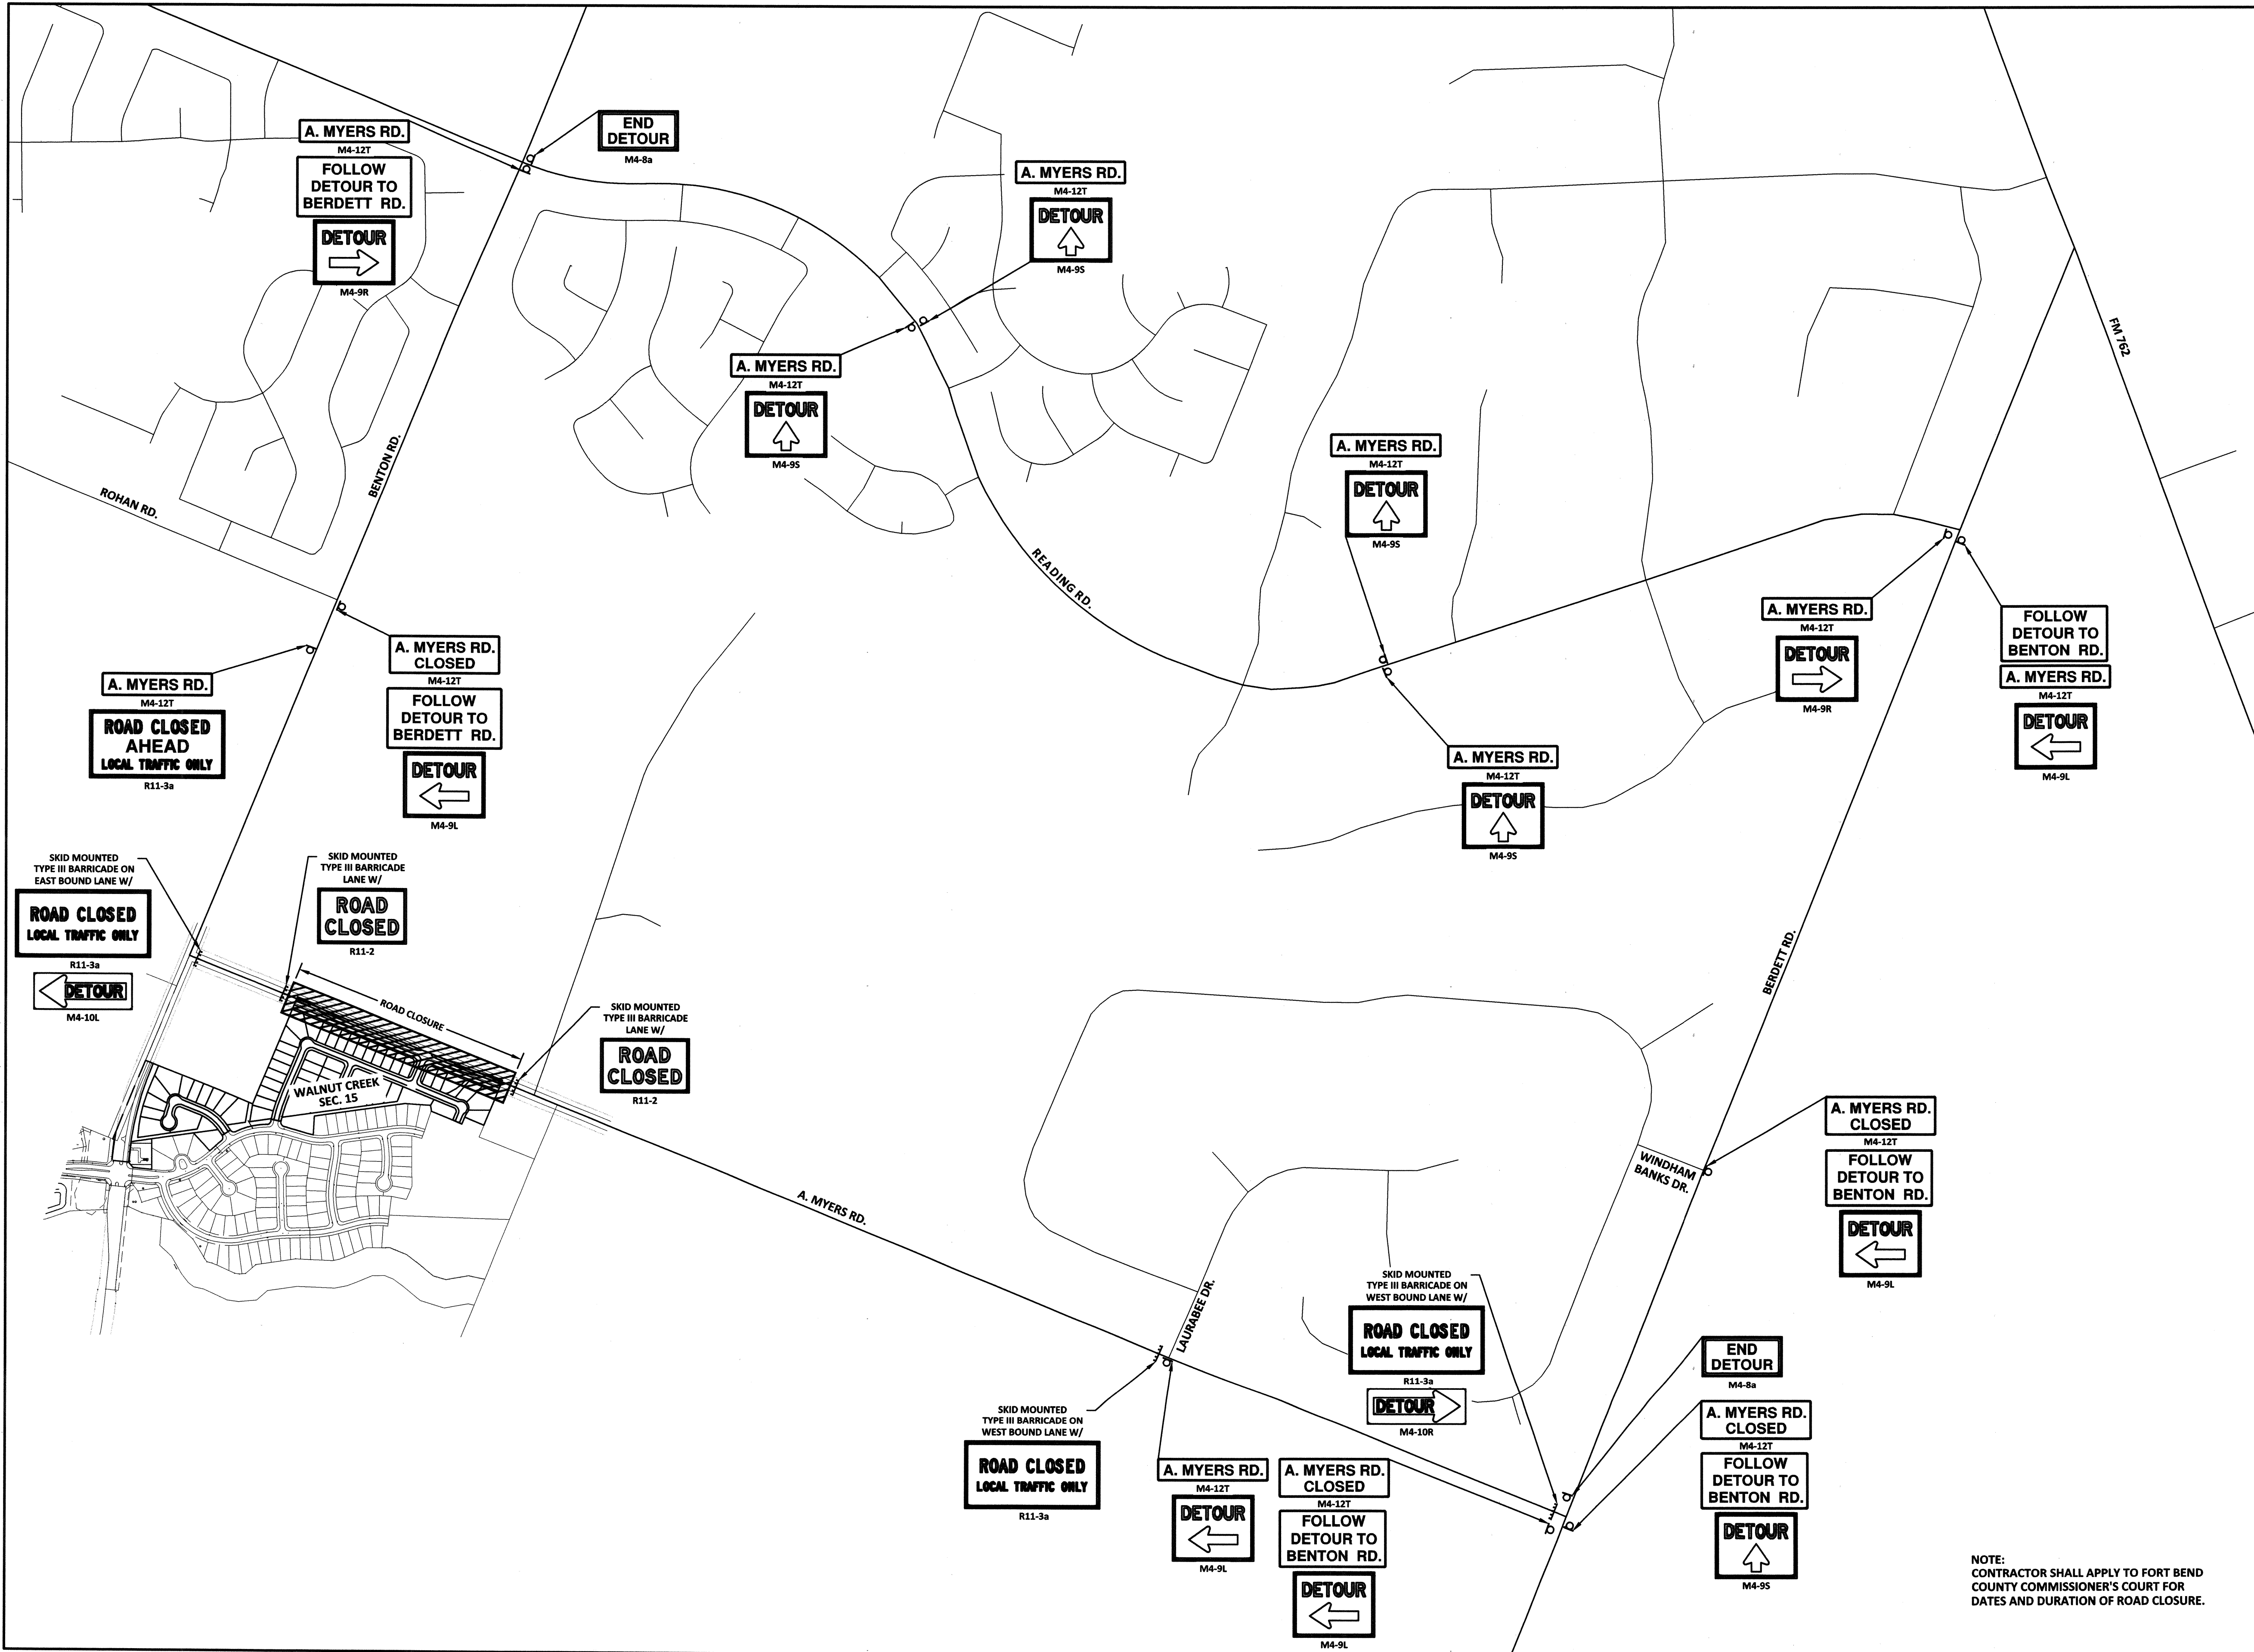 A. MYERS RD.
M4-12T
FOLLOW
DETOUR TO
BERDETT RD.
DETOUR
M4-9R
END
DETOUR
M4-8a
A. MYERS RD.
M4-12T
DETOUR
M4-9S
A. MYERS RD.
M4-12T
DETOUR
M4-9S
FM 762
BENTON RD.
ROHAN RD.
READING RD.
A. MYERS RD.
M4-12T
DETOUR
M4-9S
A. MYERS RD.
M4-12T
DETOUR
M4-9R
FOLLOW
DETOUR TO
BENTON RD.
A. MYERS RD.
M4-12T
DETOUR
M4-9L
A. MYERS RD.
M4-12T
ROAD CLOSED
AHEAD
LOCAL TRAFFIC ONLY
R11-3a
A. MYERS RD.
CLOSED
M4-12T
FOLLOW
DETOUR TO
BERDETT RD.
DETOUR
M4-9L
A. MYERS RD.
M4-12T
DETOUR
M4-9S
SKID MOUNTED
TYPE III BARRICADE ON
EAST BOUND LANE W/
ROAD CLOSED
LOCAL TRAFFIC ONLY
R11-3a
DETOUR
M4-10L
SKID MOUNTED
TYPE III BARRICADE
LANE W/
ROAD
CLOSED
R11-2
ROAD CLOSURE
SKID MOUNTED
TYPE III BARRICADE
LANE W/
ROAD
CLOSED
R11-2
WALNUT CREEK
SEC. 15
BERDETT RD.
A. MYERS RD.
WINDHAM
BANKS DR.
A. MYERS RD.
CLOSED
M4-12T
FOLLOW
DETOUR TO
BENTON RD.
DETOUR
M4-9L
LAURABEE DR.
SKID MOUNTED
TYPE III BARRICADE ON
WEST BOUND LANE W/
ROAD CLOSED
LOCAL TRAFFIC ONLY
R11-3a
DETOUR
M4-10R
END
DETOUR
M4-8a
A. MYERS RD.
CLOSED
M4-12T
FOLLOW
DETOUR TO
BENTON RD.
DETOUR
M4-9S
SKID MOUNTED
TYPE III BARRICADE ON
WEST BOUND LANE W/
ROAD CLOSED
LOCAL TRAFFIC ONLY
R11-3a
A. MYERS RD.
M4-12T
DETOUR
M4-9L
A. MYERS RD.
CLOSED
M4-12T
FOLLOW
DETOUR TO
BENTON RD.
DETOUR
M4-9L
NOTE:
CONTRACTOR SHALL APPLY TO FORT BEND
COUNTY COMMISSIONER'S COURT FOR
DATES AND DURATION OF ROAD CLOSURE.